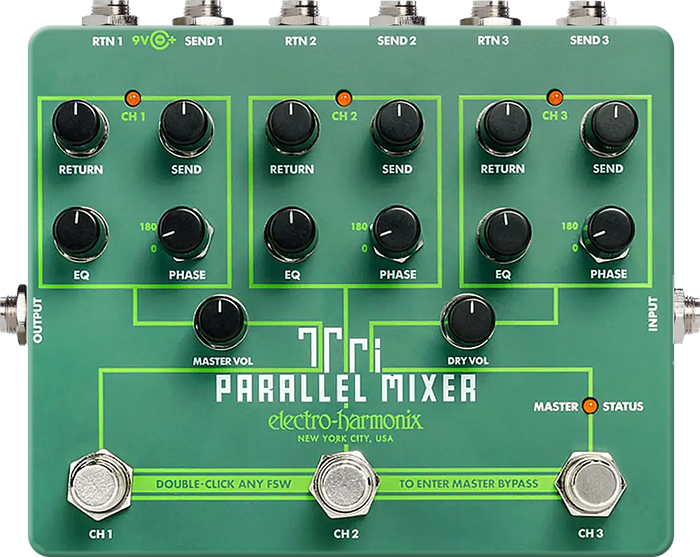 RTN 1 9V SEND 1 RTN 2 SEND 2 RTN 3 SEND 3
CH 1 CH 2 CH 3
RETURN SEND RETURN SEND RETURN SEND
180 180 180
0 0 0
EQ PHASE EQ PHASE EQ PHASE
OUTPUT
INPUT
MASTER VOL DRY VOL
Tri
PARALLEL MIXER
electro-harmonix
NEW YORK CITY, USA
MASTER STATUS
DOUBLE-CLICK ANY FSW TO ENTER MASTER BYPASS
CH 1 CH 2 CH 3